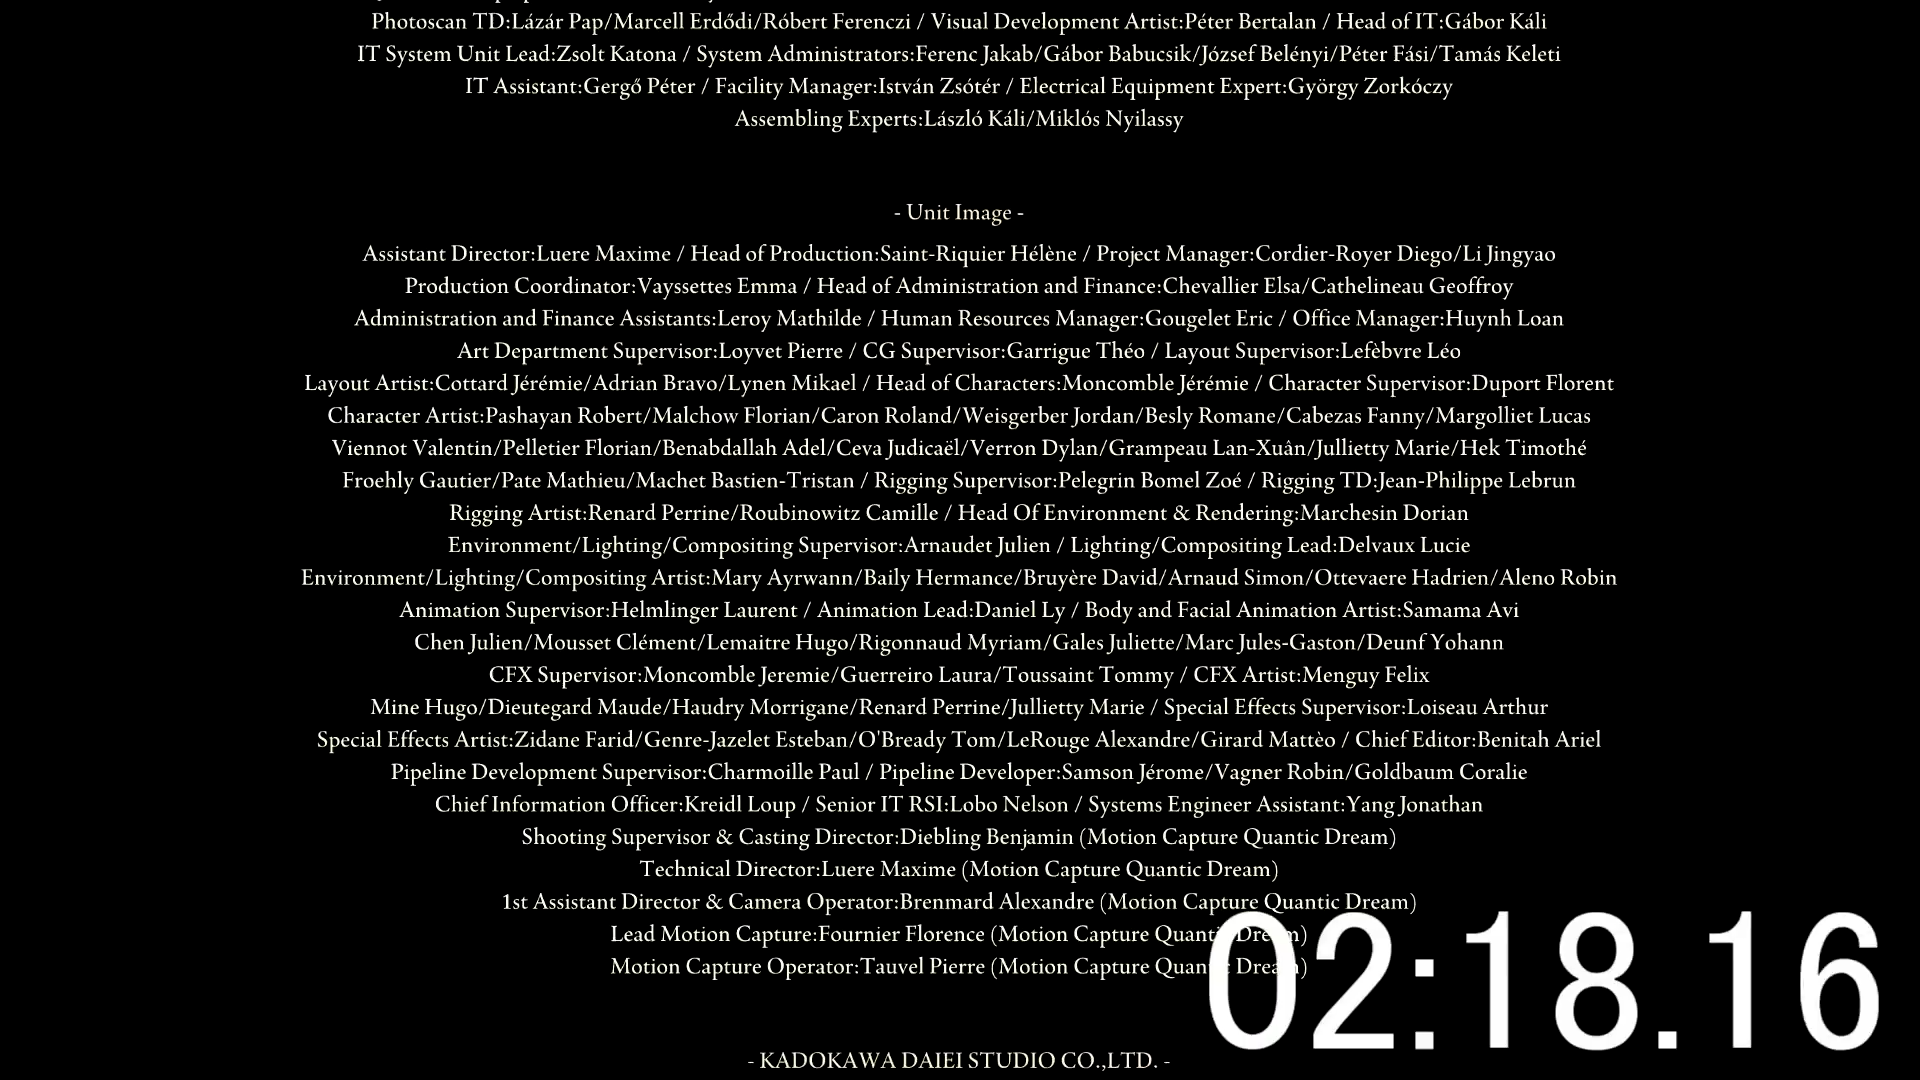 Photoscan TD:Lázár Pap/Marcell Erdődi/Róbert Ferenczi / Visual Development Artist:Péter Bertalan / Head of IT:Gábor Káli
IT System Unit Lead:Zsolt Katona / System Administrators:Ferenc Jakab/Gábor Babucsik/József Belényi/Péter Fási/Tamás Keleti
IT Assistant:Gergő Péter / Facility Manager:István Zsótér / Electrical Equipment Expert:György Zorkóczy
Assembling Experts:László Káli/Miklós Nyilassy
- Unit Image -
Assistant Director:Luere Maxime / Head of Production:Saint-Riquier Hélène / Project Manager:Cordier-Royer Diego/Li Jingyao
Production Coordinator:Vayssettes Emma / Head of Administration and Finance:Chevallier Elsa/Cathelineau Geoffroy
Administration and Finance Assistants:Leroy Mathilde / Human Resources Manager:Gougelet Eric / Office Manager:Huynh Loan
Art Department Supervisor:Loyvet Pierre / CG Supervisor:Garrigue Théo / Layout Supervisor:Lefèbvre Léo
Layout Artist:Cottard Jérémie/Adrian Bravo/Lynen Mikael / Head of Characters:Moncomble Jérémie / Character Supervisor:Duport Florent
Character Artist:Pashayan Robert/Malchow Florian/Caron Roland/Weisgerber Jordan/Besly Romane/Cabezas Fanny/Margolliet Lucas
Viennot Valentin/Pelletier Florian/Benabdallah Adel/Ceva Judicaël/Verron Dylan/Grampeau Lan-Xuân/Jullietty Marie/Hek Timothé
Froehly Gautier/Pate Mathieu/Machet Bastien-Tristan / Rigging Supervisor:Pelegrin Bomel Zoé / Rigging TD:Jean-Philippe Lebrun
Rigging Artist:Renard Perrine/Roubinowitz Camille / Head Of Environment & Rendering:Marchesin Dorian
Environment/Lighting/Compositing Supervisor:Arnaudet Julien / Lighting/Compositing Lead:Delvaux Lucie
Environment/Lighting/Compositing Artist:Mary Ayrwann/Baily Hermance/Bruyère David/Arnaud Simon/Ottevaere Hadrien/Aleno Robin
Animation Supervisor:Helmlinger Laurent / Animation Lead:Daniel Ly / Body and Facial Animation Artist:Samama Avi
Chen Julien/Mousset Clément/Lemaitre Hugo/Rigonnaud Myriam/Gales Juliette/Marc Jules-Gaston/Deunf Yohann
CFX Supervisor:Moncomble Jeremie/Guerreiro Laura/Toussaint Tommy / CFX Artist:Menguy Felix
Mine Hugo/Dieutegard Maude/Haudry Morrigane/Renard Perrine/Jullietty Marie / Special Effects Supervisor:Loiseau Arthur
Special Effects Artist:Zidane Farid/Genre-Jazelet Esteban/O'Bready Tom/LeRouge Alexandre/Girard Mattèo / Chief Editor:Benitah Ariel
Pipeline Development Supervisor:Charmoille Paul / Pipeline Developer:Samson Jérome/Vagner Robin/Goldbaum Coralie
Chief Information Officer:Kreidl Loup / Senior IT RSI:Lobo Nelson / Systems Engineer Assistant:Yang Jonathan
Shooting Supervisor & Casting Director:Diebling Benjamin (Motion Capture Quantic Dream)
Technical Director:Luere Maxime (Motion Capture Quantic Dream)
1st Assistant Director & Camera Operator:Brenmard Alexandre (Motion Capture Quantic Dream)
Lead Motion Capture:Fournier Florence (Motion Capture Quantic Dream)
Motion Capture Operator:Tauvel Pierre (Motion Capture Quantic Dream)
02:18.16
- KADOKAWA DAIEI STUDIO CO.,LTD. -